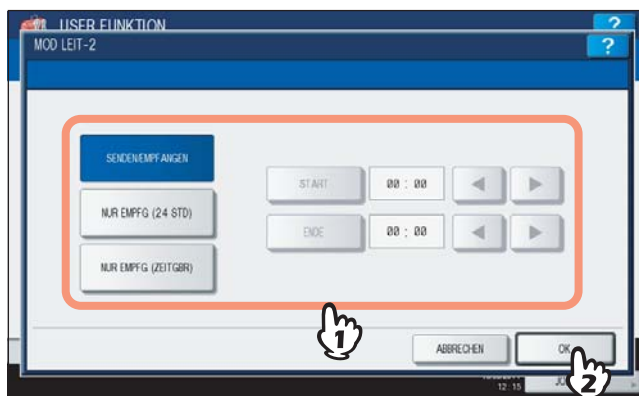 USER FUNKTION
?
MOD LEIT-2
?
SENDEN/EMPFANGEN
START
00 : 00
NUR EMPFG (24 STD)
ENDE
00 : 00
NUR EMPFG (ZEITGBR)
1
ABBRECHEN
OK
2
12:15